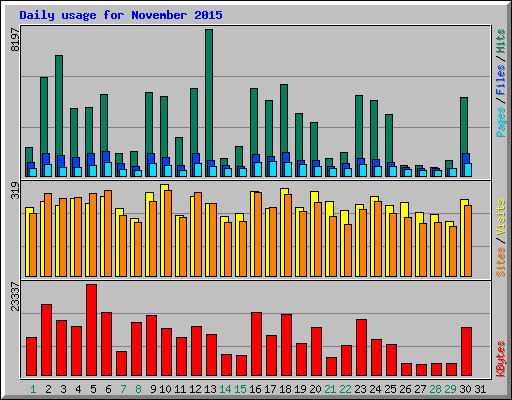 Daily usage for November 2015
8197
Pages / Files / Hits
319
Sites / Visits
23337
KBytes
1 2 3 4 5 6 7 8 9 10 11 12 13 14 15 16 17 18 19 20 21 22 23 24 25 26 27 28 29 30 31